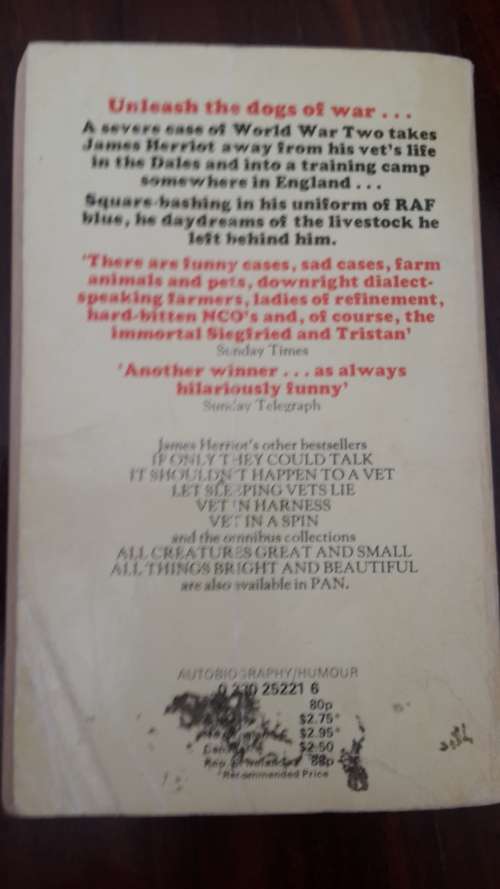 Unleash the dogs of war . . .
A severe case of World War Two takes
James Herriot away from his vet's life
in the Dales and into a training camp
somewhere in England . . .
Square-bashing in his uniform of RAF
blue, he daydreams of the livestock he
left behind him.
'There are funny cases, sad cases, farm
animals and pets, downright dialect-
speaking farmers, ladies of refinement,
hard-bitten NCO's and, of course, the
immortal Siegfried and Tristan'
Sunday Times
'Another winner . . . as always
hilariously funny'
Sunday Telegraph
James Herriot's other bestsellers
IF ONLY THEY COULD TALK
IT SHOULDN'T HAPPEN TO A VET
LET SLEEPING VETS LIE
VET IN HARNESS
VET IN A SPIN
and the omnibus collections
ALL CREATURES GREAT AND SMALL
ALL THINGS BRIGHT AND BEAUTIFUL
are also available in PAN.
AUTOBIOGRAPHY/HUMOUR
0 330 25221 6
80p
$2.75*
$2.95*
$2.50
88p
*Recommended Price